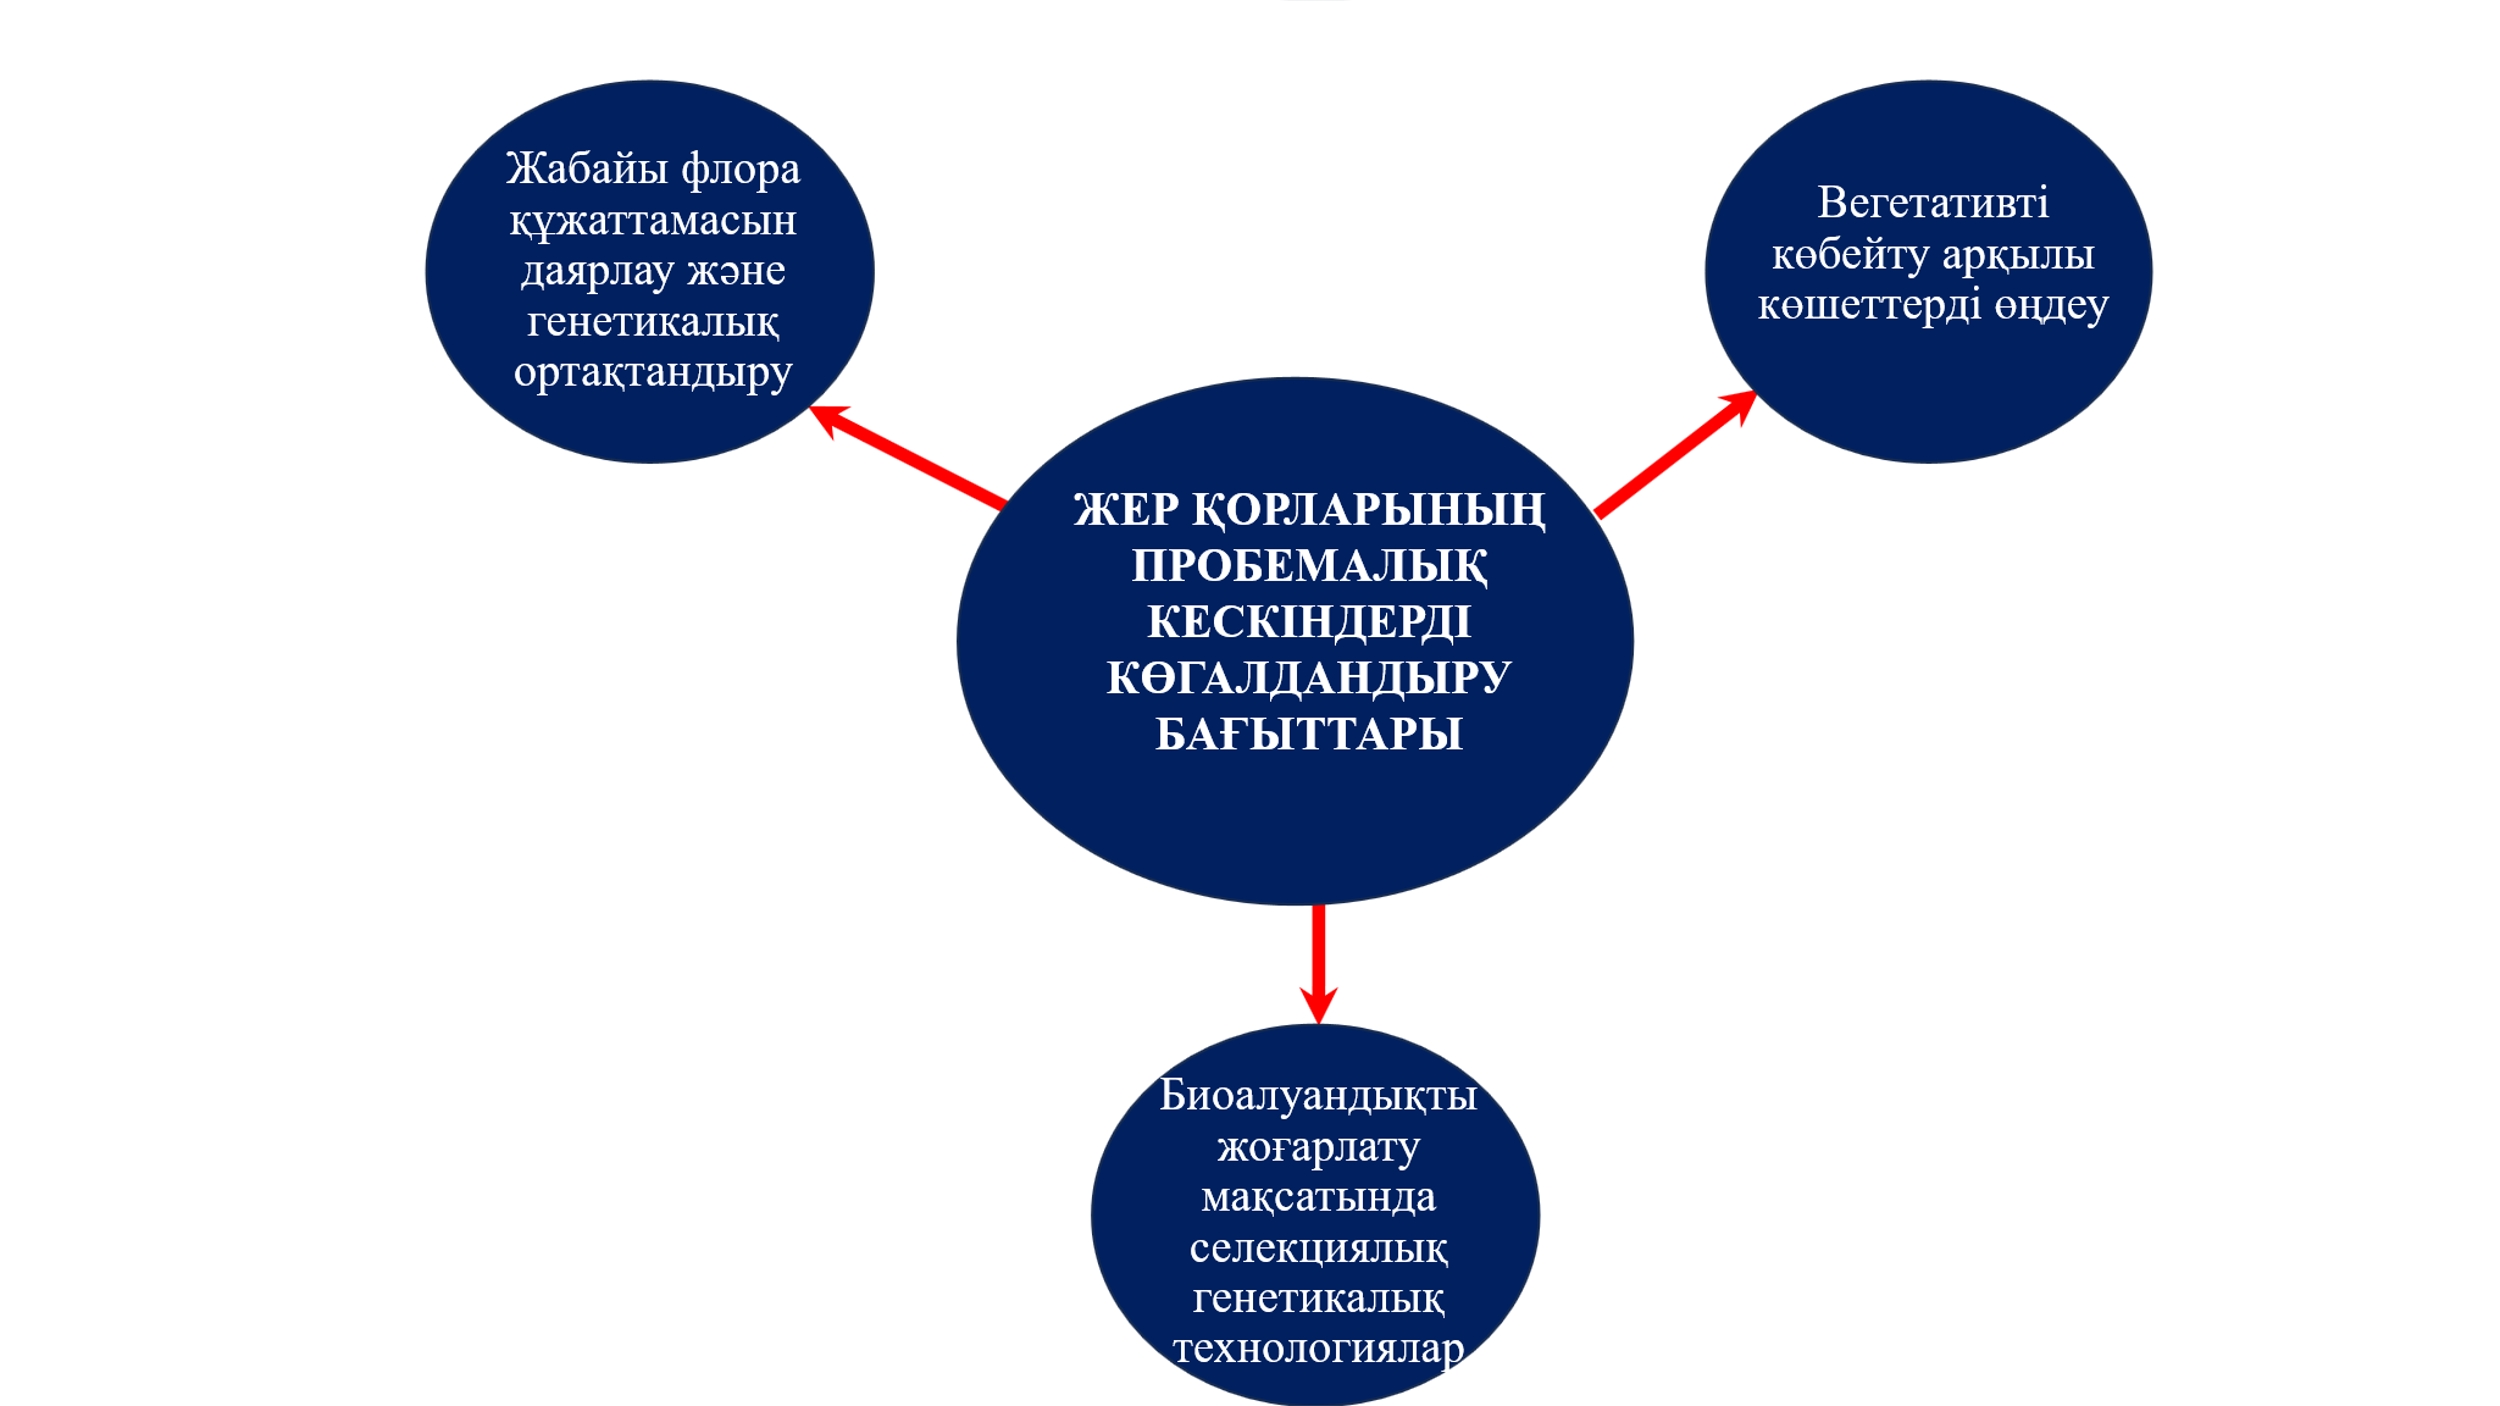 Жабайы флора
құжаттамасын
даярлау және
генетикалық
ортақтандыру
Вегетативті
көбейту арқылы
көшеттерді өңдеу
ЖЕР ҚОРЛАРЫНЫҢ
ПРОБЕМАЛЫҚ
КЕСКІНДЕРДІ
КӨГАЛДАНДЫРУ
БАҒЫТТАРЫ
Биоалуандықты
жоғарлату
мақсатында
селекциялық
генетикалық
технологиялар